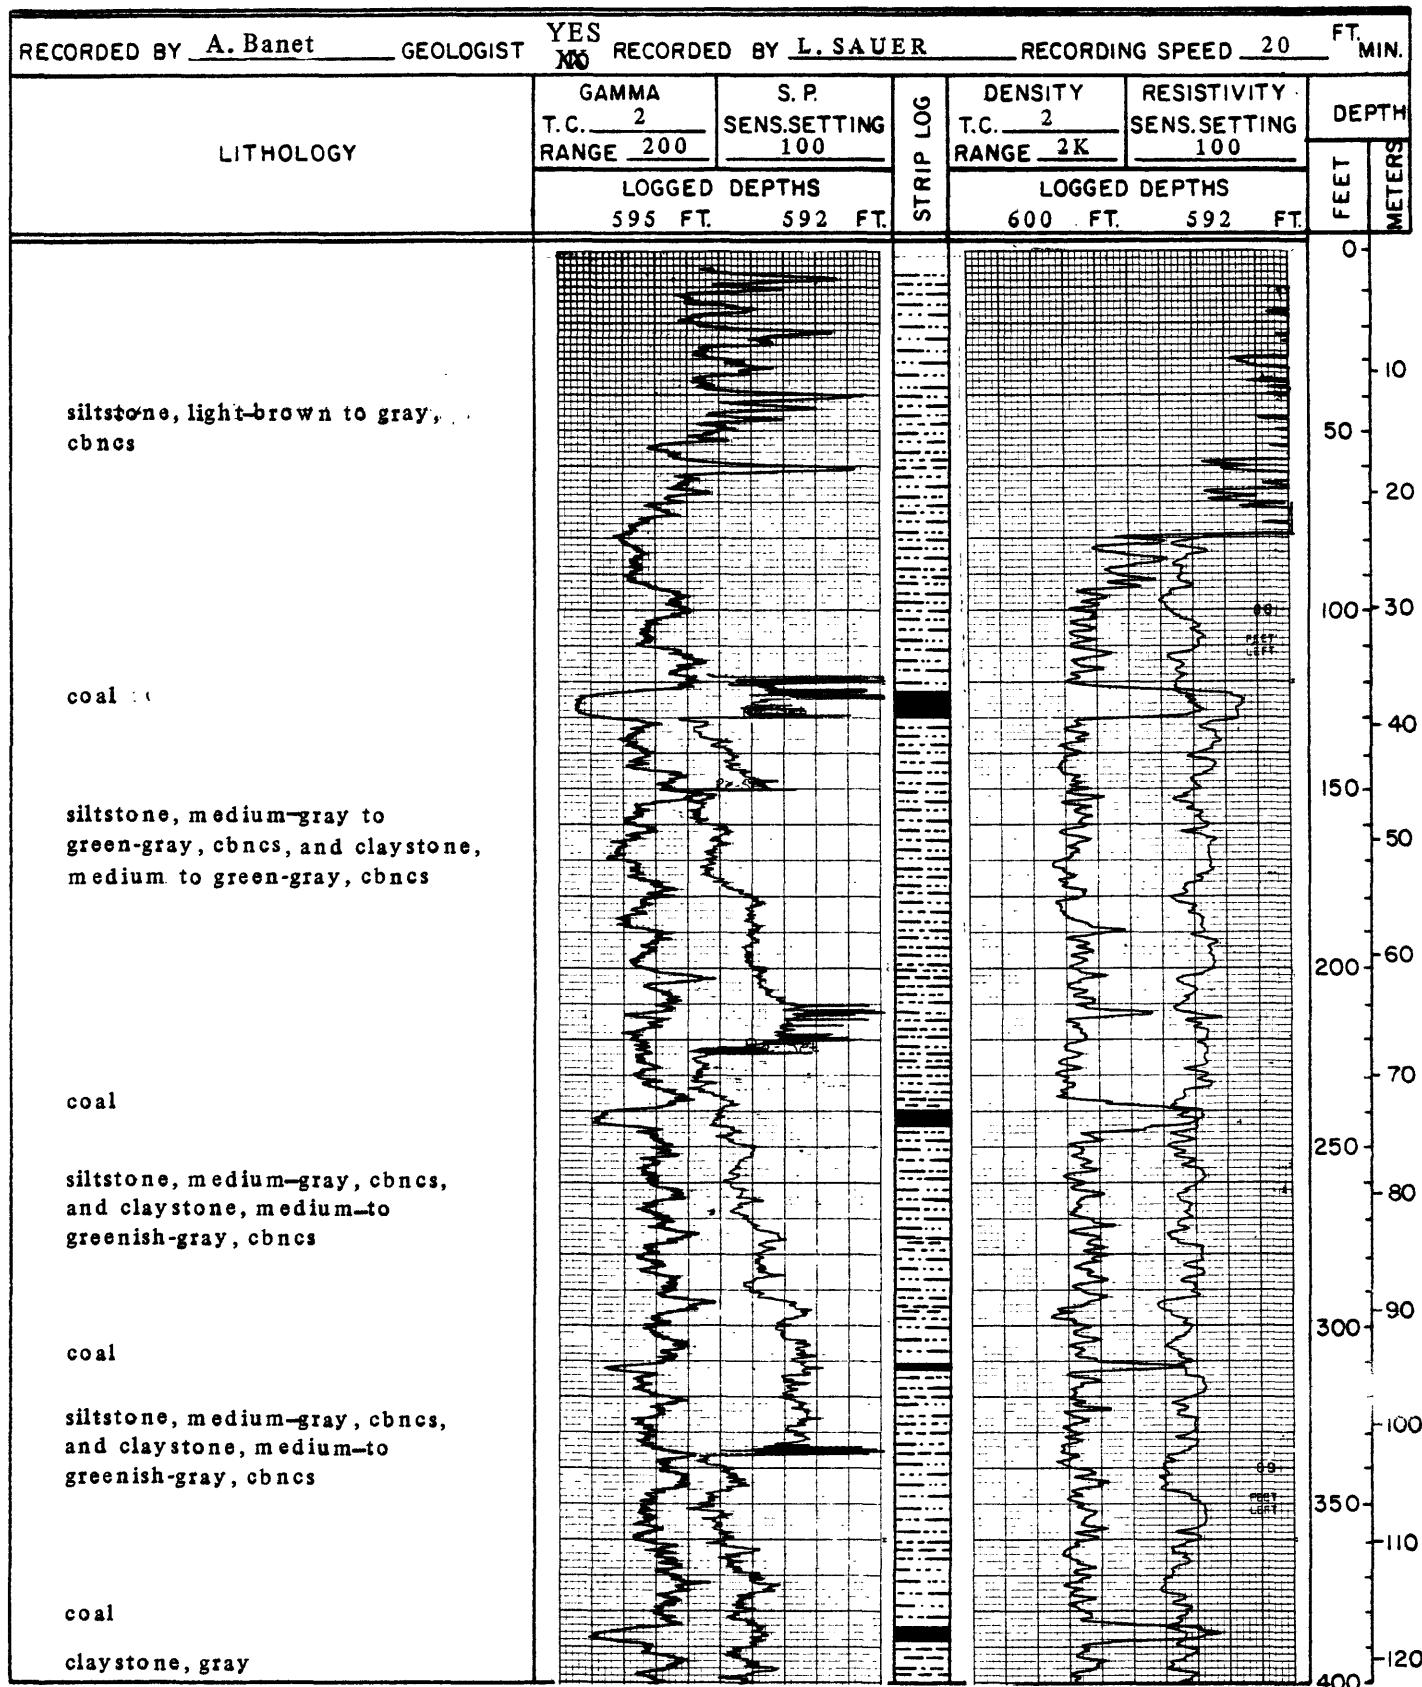 RECORDED BY A. Banet GEOLOGIST YES NO RECORDED BY L. SAUER RECORDING SPEED 20 FT. MIN.
LITHOLOGY
GAMMA
T.C. 2
RANGE 200
S. P.
SENS.SETTING
100
LOGGED DEPTHS
595 FT. 592 FT.
STRIP LOG
DENSITY
T.C. 2
RANGE 2K
RESISTIVITY
SENS.SETTING
100
LOGGED DEPTHS
600 FT. 592 FT.
DEPTH
FEET
METERS
siltstone, light-brown to gray,
cbncs
coal
siltstone, medium-gray to
green-gray, cbncs, and claystone,
medium to green-gray, cbncs
coal
siltstone, medium-gray, cbncs,
and claystone, medium-to
greenish-gray, cbncs
coal
siltstone, medium-gray, cbncs,
and claystone, medium-to
greenish-gray, cbncs
coal
claystone, gray
FEET
LEFT
FEET
LEFT
0
10
50
20
100 30
40
150
50
200 60
70
250
80
300 90
100
350
110
400 120